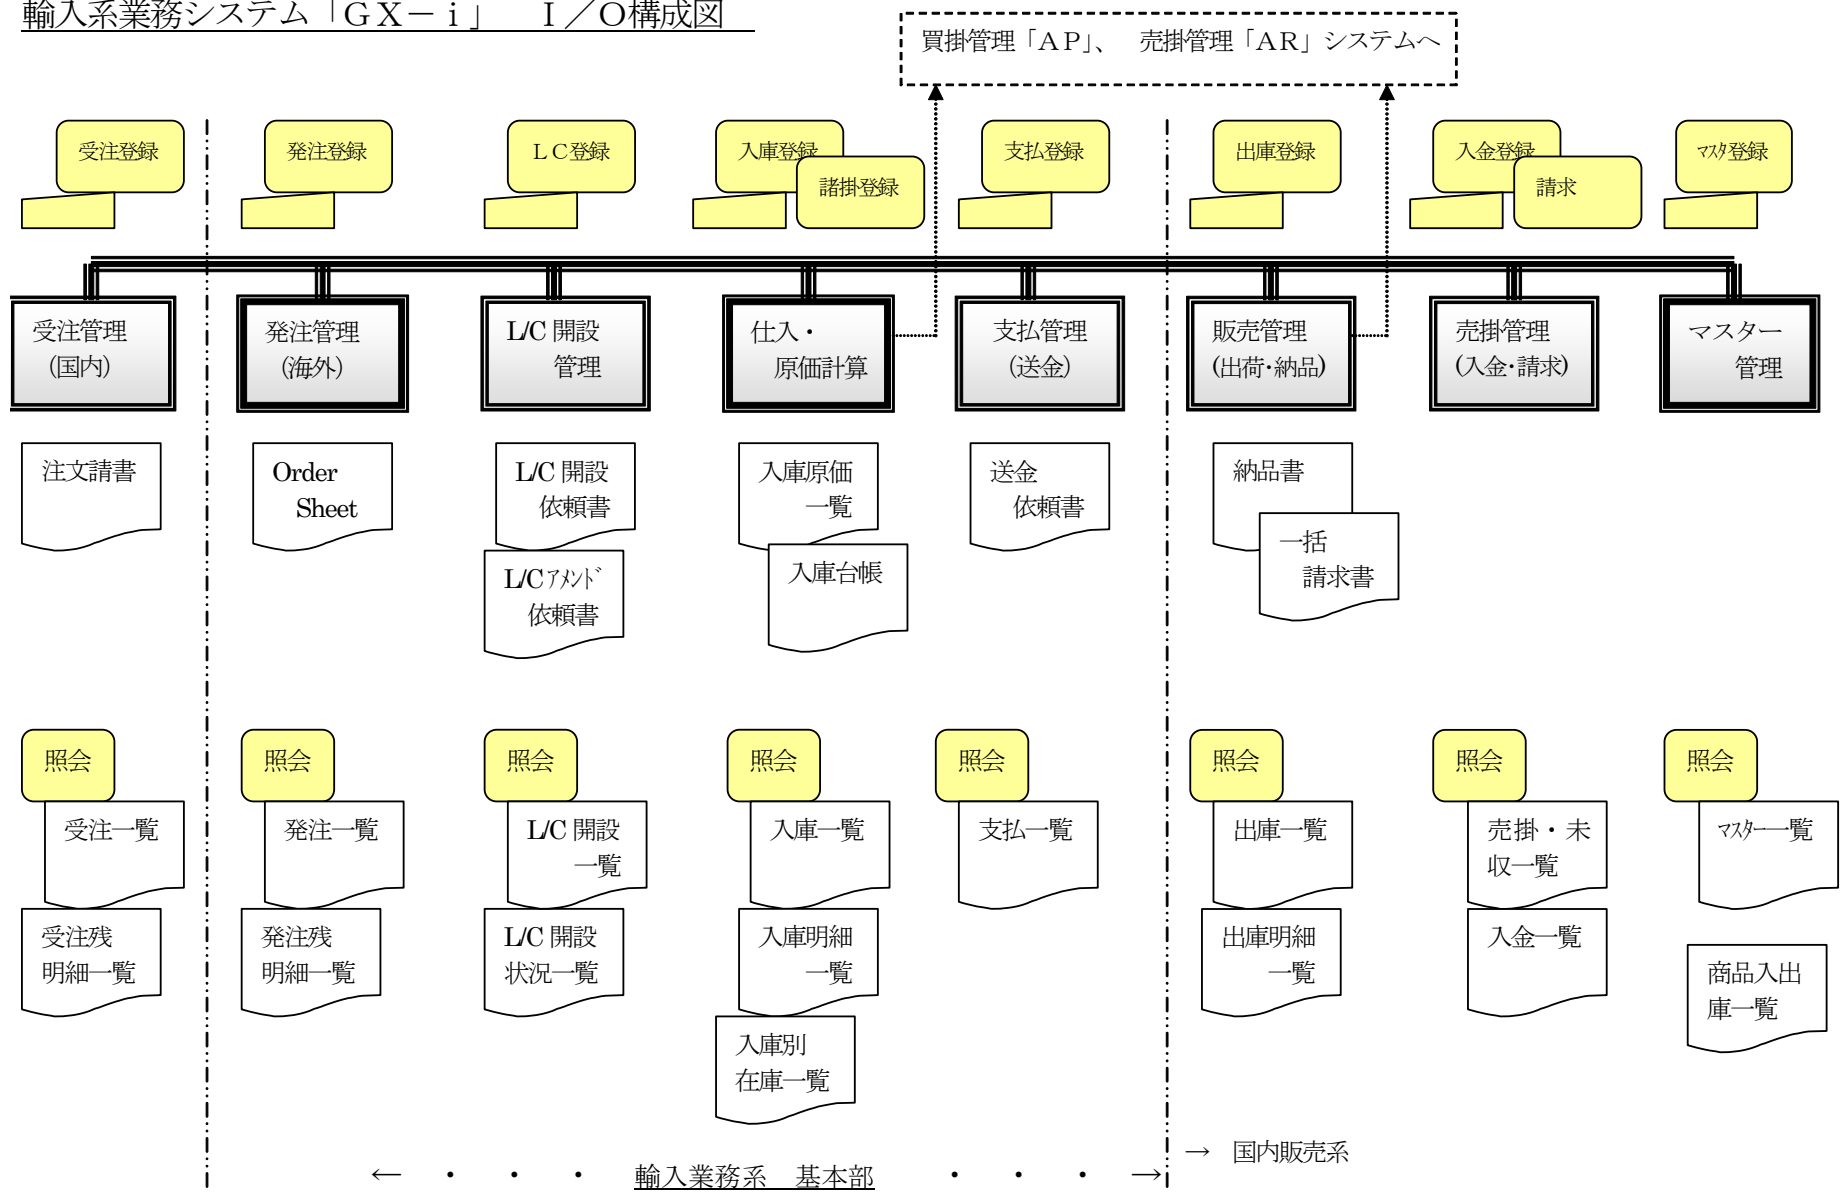 輸入系業務システム「GX－i」　I／O構成図
買掛管理「AP」、　売掛管理「AR」システムへ
受注登録
発注登録
LC登録
入庫登録
諸掛登録
支払登録
出庫登録
入金登録
請求
ﾏｽﾀ登録
受注管理
(国内)
発注管理
(海外)
L/C 開設
管理
仕入・
原価計算
支払管理
(送金)
販売管理
(出荷・納品)
売掛管理
(入金・請求)
マスター
管理
注文請書
Order
Sheet
L/C 開設
依頼書
L/Cｱﾒﾝﾄﾞ
依頼書
入庫原価
一覧
入庫台帳
送金
依頼書
納品書
一括
請求書
照会
受注一覧
受注残
明細一覧
照会
発注一覧
発注残
明細一覧
照会
L/C 開設
一覧
L/C 開設
状況一覧
照会
入庫一覧
入庫明細
一覧
入庫別
在庫一覧
照会
支払一覧
照会
出庫一覧
出庫明細
一覧
照会
売掛・未
収一覧
入金一覧
照会
ﾏｽﾀｰ一覧
商品入出
庫一覧
→　国内販売系
←　・　・　・　輸入業務系　基本部　・　・　・　→